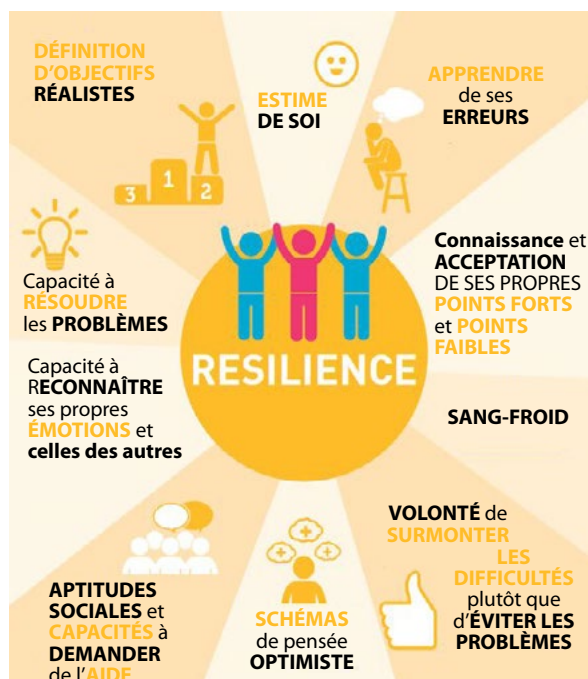 DÉFINITION
D'OBJECTIFS
RÉALISTES
ESTIME
DE SOI
APPRENDRE
de ses
ERREURS
3 1 2
Capacité à
RÉSOUDRE
les PROBLÈMES
Connaissance et
ACCEPTATION
DE SES PROPRES
POINTS FORTS
et POINTS
FAIBLES
RESILIENCE
Capacité à
RECONNAÎTRE
ses propres
ÉMOTIONS et
celles des autres
SANG-FROID
APTITUDES
SOCIALES et
CAPACITÉS à
DEMANDER
de l'AIDE
SCHÉMAS
de pensée
OPTIMISTE
VOLONTÉ de
SURMONTER
LES
DIFFICULTÉS
plutôt que
d'ÉVITER LES
PROBLÈMES